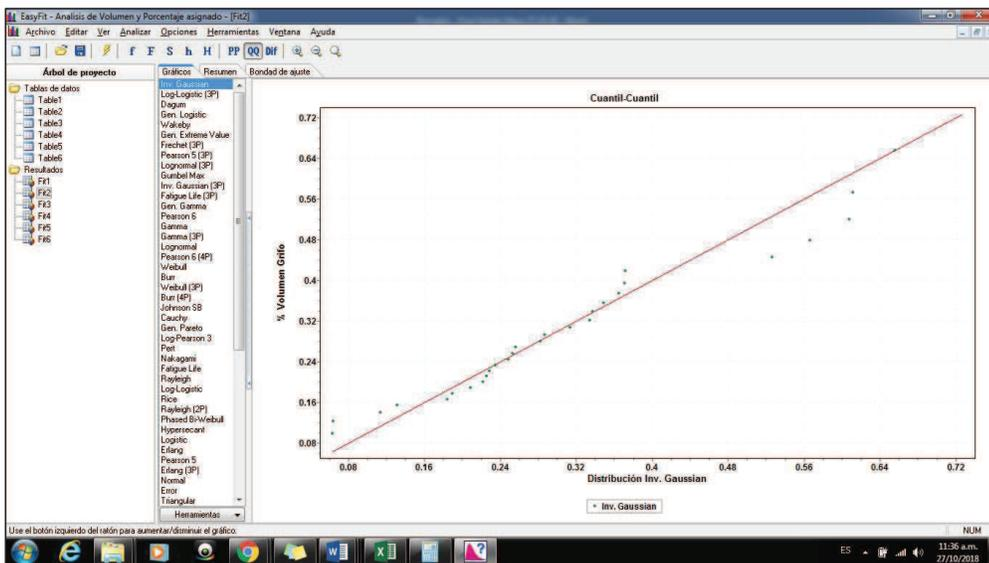 EasyFit - Analisis de Volumen y Porcentaje asignado - [Fit2]
Archivo Editar Ver Analizar Opciones Herramientas Ventana Ayuda
f F S h H PP QQ Dif
Árbol de proyecto
Tablas de datos
Table1
Table2
Table3
Table4
Table5
Table6
Resultados
Fit1
Fit2
Fit3
Fit4
Fit5
Fit6
Gráficos Resumen Bondad de ajuste
Inv. Gaussian
Log-Logistic (3P)
Dagum
Gen. Logistic
Wakeby
Gen. Extreme Value
Frechet (3P)
Pearson 5 (3P)
Lognormal (3P)
Gumbel Max
Inv. Gaussian (3P)
Fatigue Life (3P)
Gen. Gamma
Pearson 6
Gamma
Gamma (3P)
Lognormal
Pearson 6 (4P)
Weibull
Burr
Weibull (3P)
Burr (4P)
Johnson SB
Cauchy
Gen. Pareto
Log-Pearson 3
Pert
Nakagami
Fatigue Life
Rayleigh
Log-Logistic
Rice
Rayleigh (2P)
Phased Bi-Weibull
Hypersecant
Logistic
Erlang
Pearson 5
Erlang (3P)
Normal
Error
Triangular
Herramientas
Cuantil-Cuantil
% Volumen Grifo
0.72
0.64
0.56
0.48
0.4
0.32
0.24
0.16
0.08
0.08 0.16 0.24 0.32 0.4 0.48 0.56 0.64 0.72
Distribución Inv. Gaussian
Inv. Gaussian
Use el botón izquierdo del ratón para aumentar/disminuir el gráfico.
NUM
ES
11:36 a.m.
27/10/2018